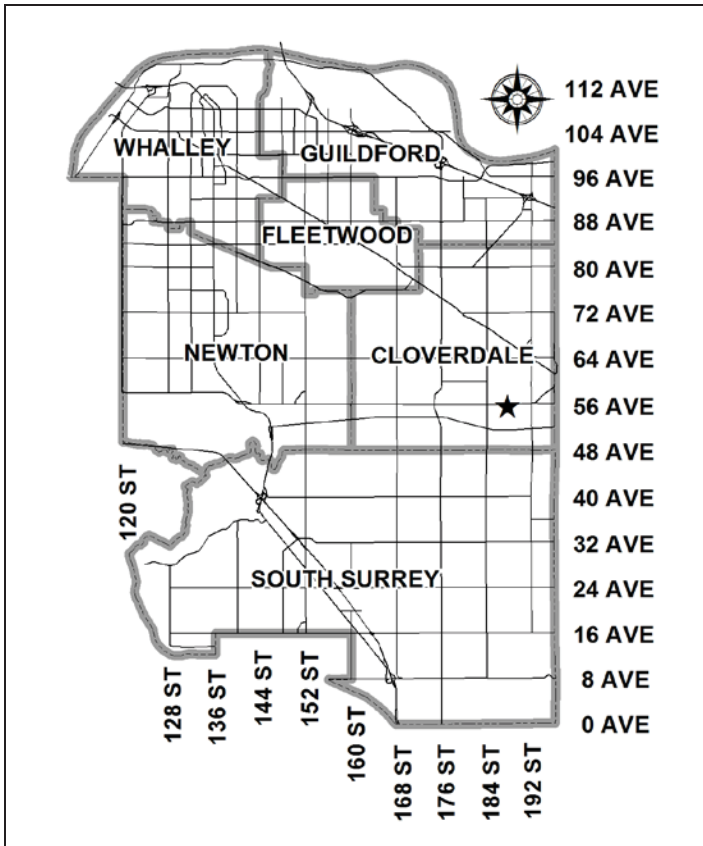 112 AVE
104 AVE
WHALLEY
GUILDFORD
96 AVE
88 AVE
FLEETWOOD
80 AVE
72 AVE
NEWTON
CLOVERDALE
64 AVE
56 AVE
48 AVE
120 ST
40 AVE
32 AVE
SOUTH SURREY
24 AVE
16 AVE
8 AVE
0 AVE
128 ST
136 ST
144 ST
152 ST
160 ST
168 ST
176 ST
184 ST
192 ST